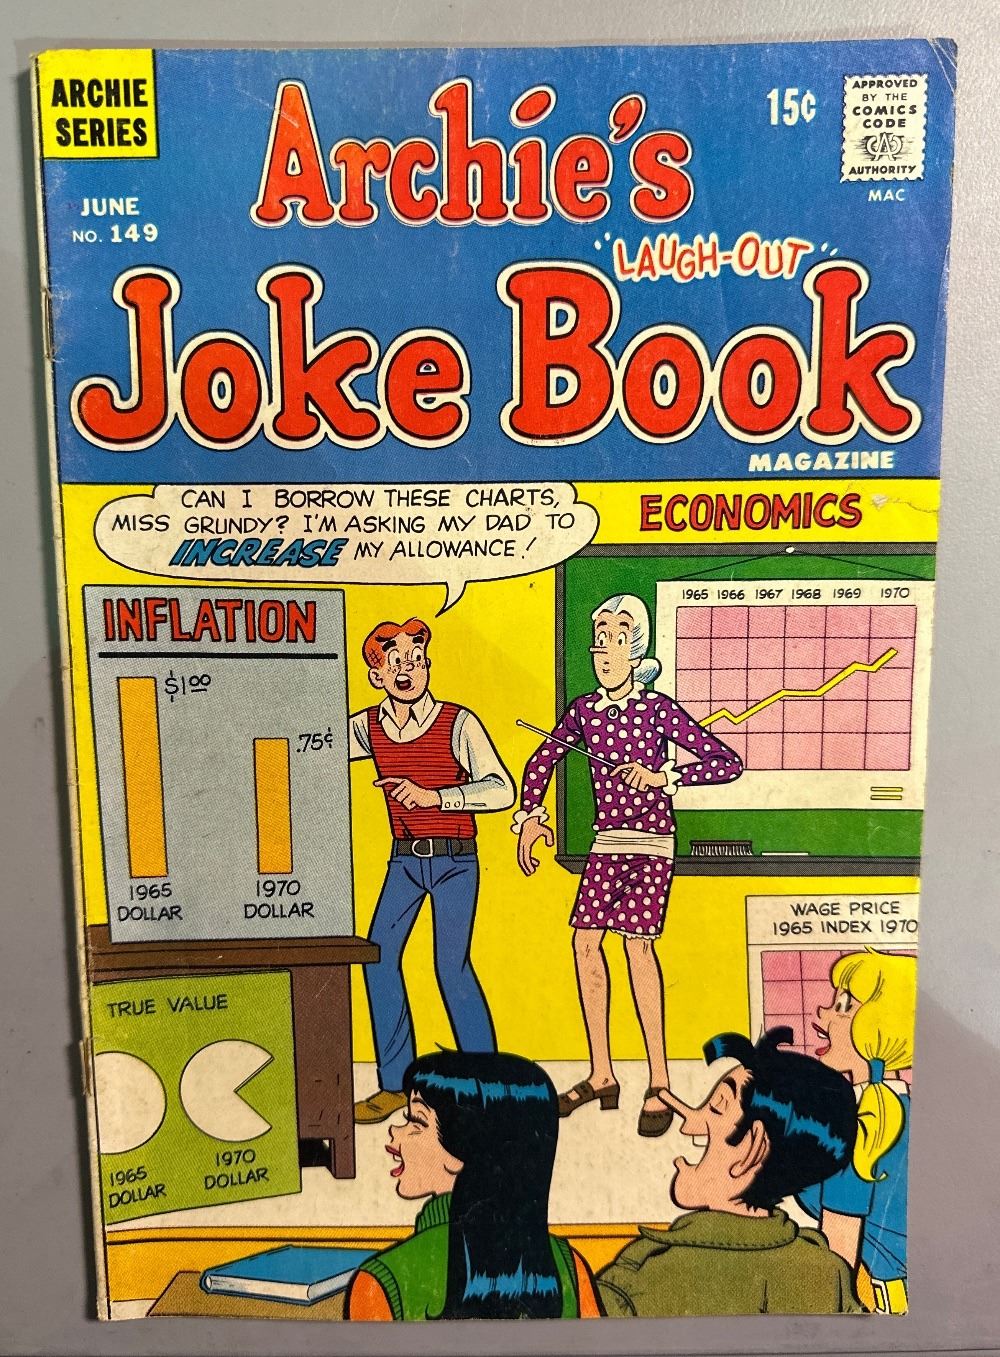 ARCHIE
SERIES
JUNE
NO. 149
Archie's
15¢
APPROVED
BY THE
COMICS
CODE
CA
AUTHORITY
MAC
"LAUGH-OUT"
Joke Book
MAGAZINE
CAN I BORROW THESE CHARTS,
MISS GRUNDY? I'M ASKING MY DAD TO
INCREASE MY ALLOWANCE!
ECONOMICS
INFLATION
$1.00
.75¢
1965
DOLLAR
1970
DOLLAR
1965 1966 1967 1968 1969 1970
WAGE PRICE
1965 INDEX 1970
TRUE VALUE
1965
DOLLAR
1970
DOLLAR